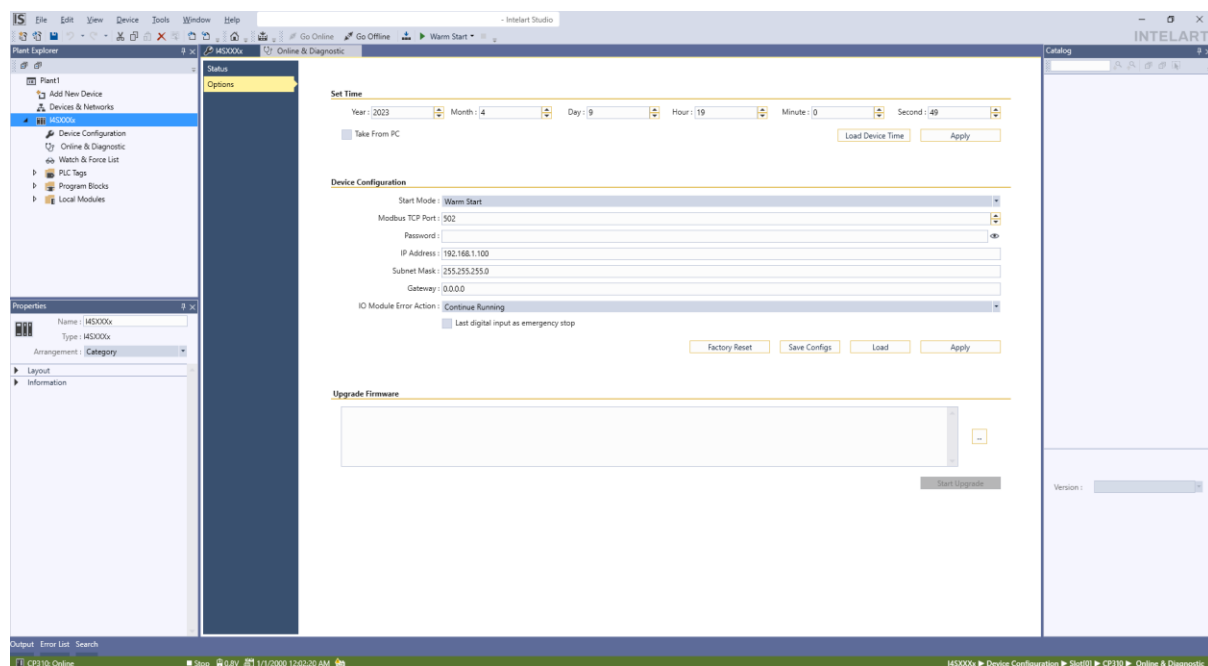 IS File Edit View Device Tools Window Help - Intelart Studio
Go Online Go Offline Warm Start INTELART
Plant Explorer
Plant1
Add New Device
Devices & Networks
I4SXXXx
Device Configuration
Online & Diagnostic
Watch & Force List
PLC Tags
Program Blocks
Local Modules
Properties
Name : I4SXXXx
Type : I4SXXXx
Arrangement : Category
Layout
Information
I4SXXXx Online & Diagnostic
Status
Options
Set Time
Year : 2023 Month : 4 Day : 9 Hour : 19 Minute : 0 Second : 49
Take From PC Load Device Time Apply
Device Configuration
Start Mode : Warm Start
Modbus TCP Port : 502
Password :
IP Address : 192.168.1.100
Subnet Mask : 255.255.255.0
Gateway : 0.0.0.0
IO Module Error Action : Continue Running
Last digital input as emergency stop
Factory Reset Save Configs Load Apply
Upgrade Firmware
...
Start Upgrade
Catalog
Version :
Output Error List Search
CP310: Online Stop 0.8V 1/1/2000 12:02:20 AM I4SXXXx ▶ Device Configuration ▶ Slot[0] ▶ CP310 ▶ Online & Diagnostic